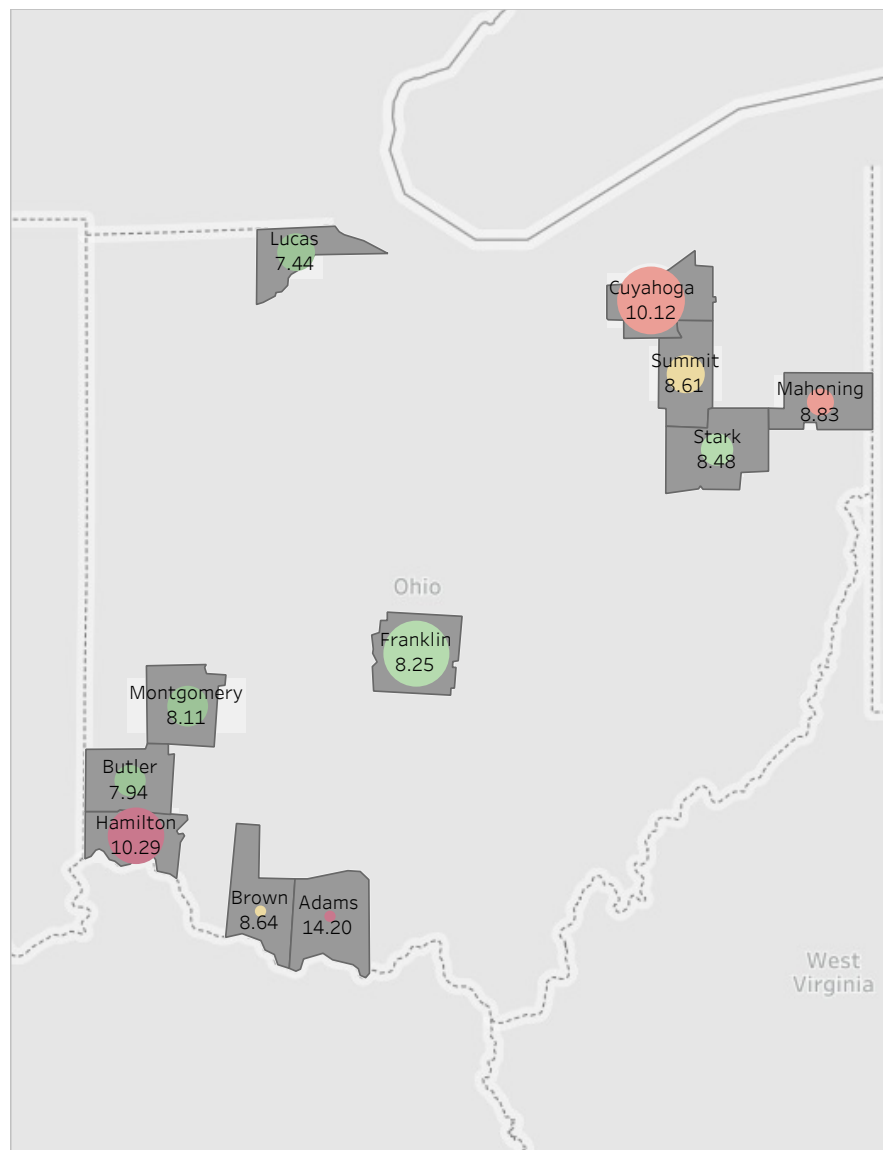 Lucas
7.44
Cuyahoga
10.12
Summit
8.61
Mahoning
8.83
Stark
8.48
Ohio
Franklin
8.25
Montgomery
8.11
Butler
7.94
Hamilton
10.29
Brown
8.64
Adams
14.20
West
Virginia